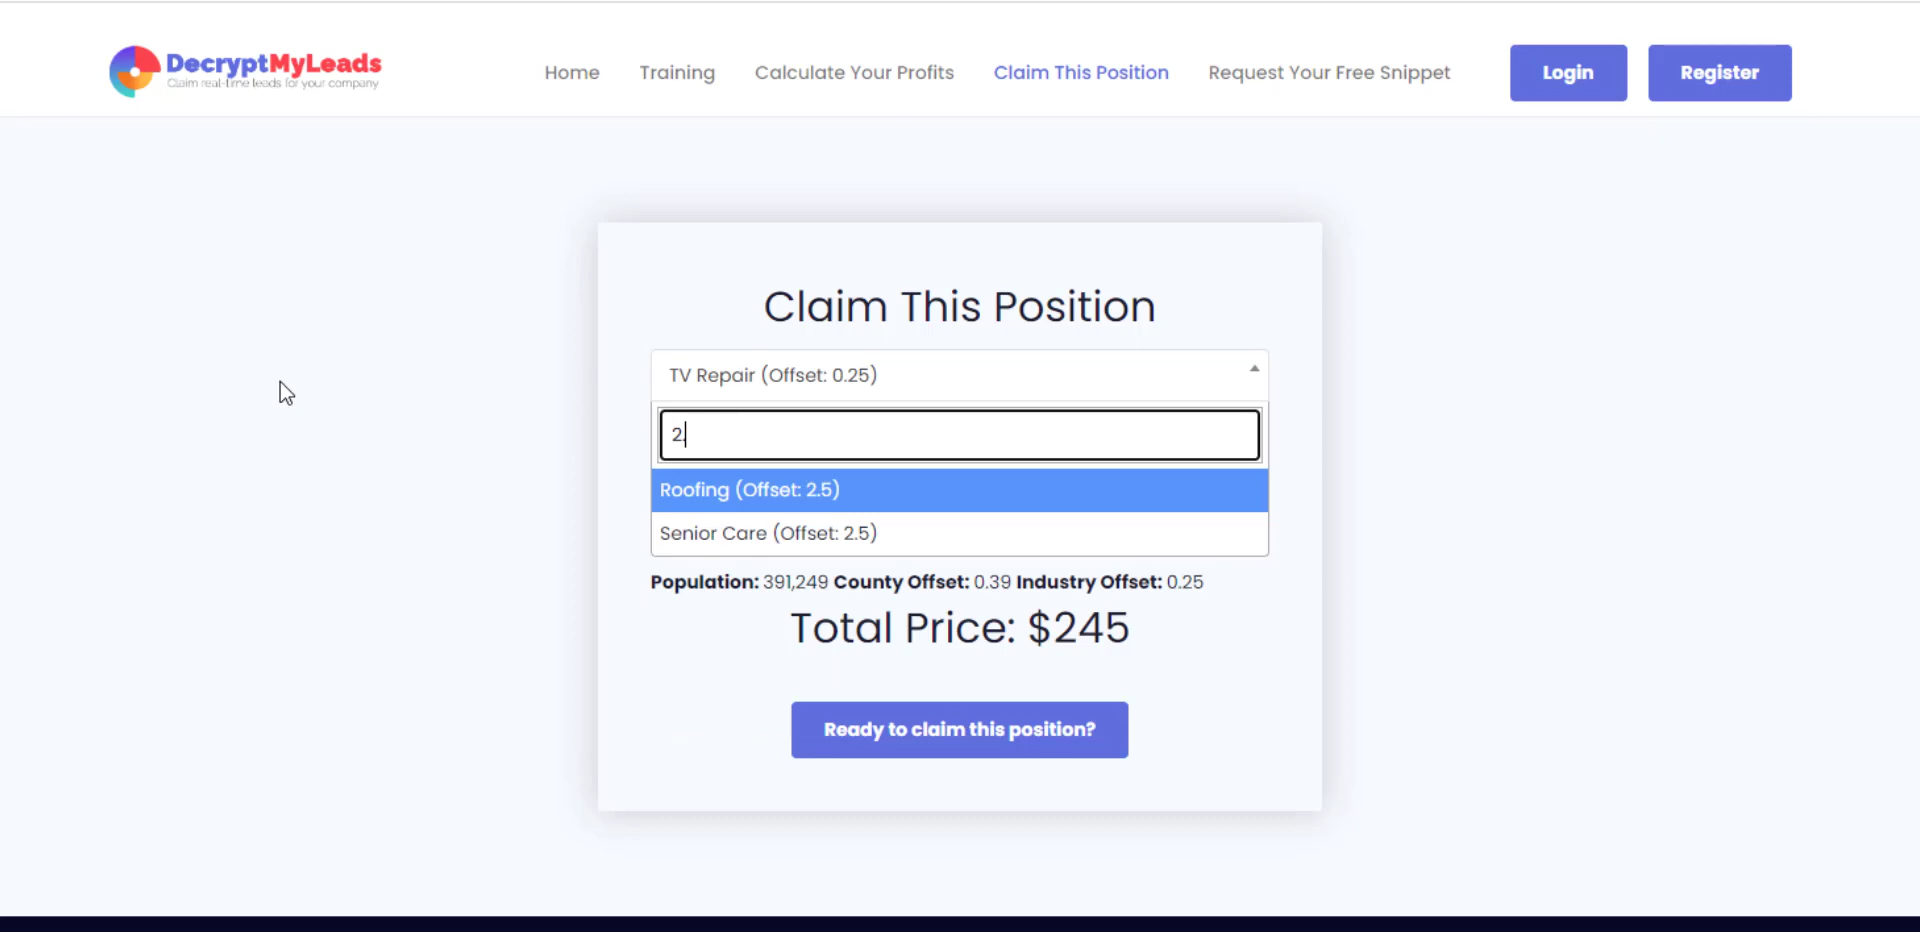 DecryptMyLeads
Claim real-time leads for your company
Home
Training
Calculate Your Profits
Claim This Position
Request Your Free Snippet
Login
Register
Claim This Position
TV Repair (Offset: 0.25)
2.
Roofing (Offset: 2.5)
Senior Care (Offset: 2.5)
Population: 391,249 County Offset: 0.39 Industry Offset: 0.25
Total Price: $245
Ready to claim this position?